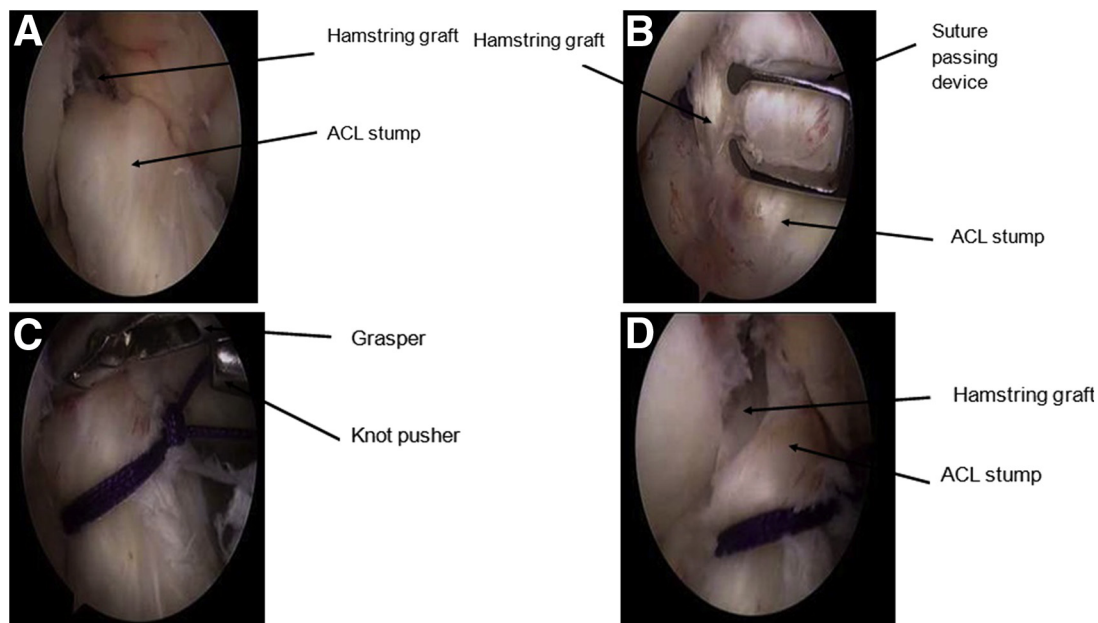 A
Hamstring graft
ACL stump
B
Hamstring graft
Suture
passing
device
ACL stump
C
Grasper
Knot pusher
D
Hamstring graft
ACL stump